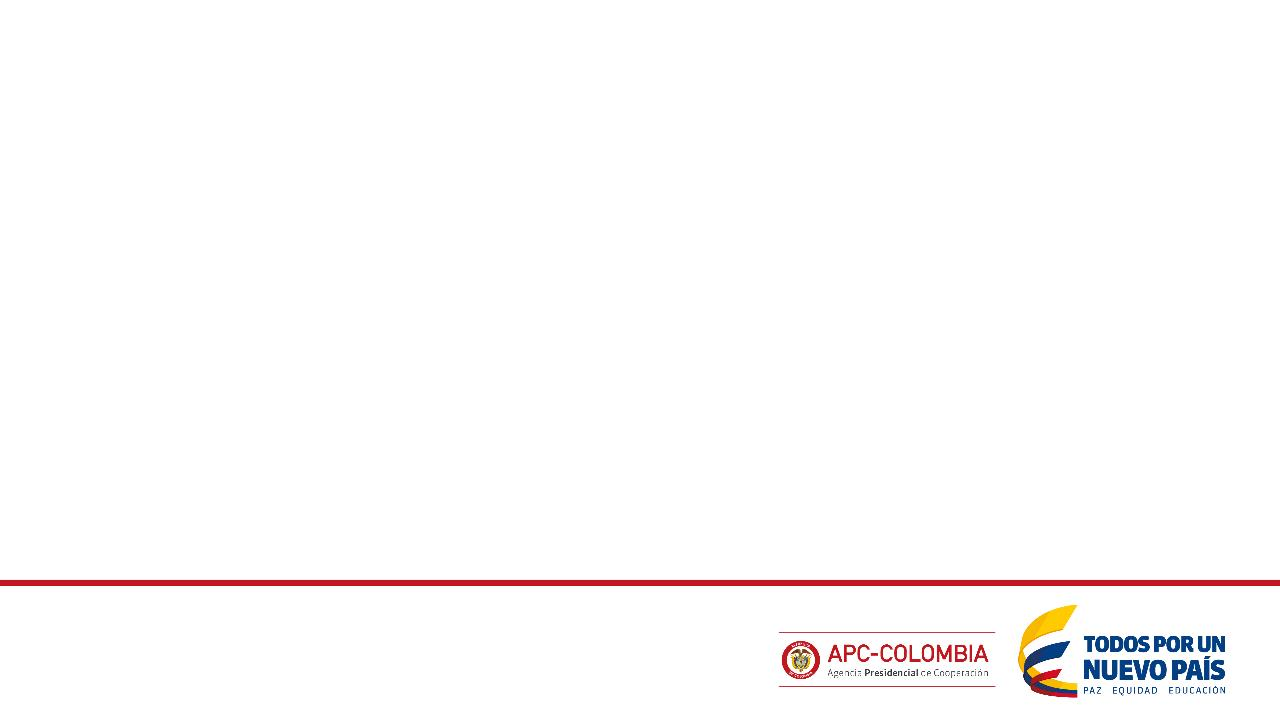 APC-COLOMBIA
Agencia Presidencial de Cooperación
TODOS POR UN
NUEVO PAÍS
PAZ EQUIDAD EDUCACIÓN